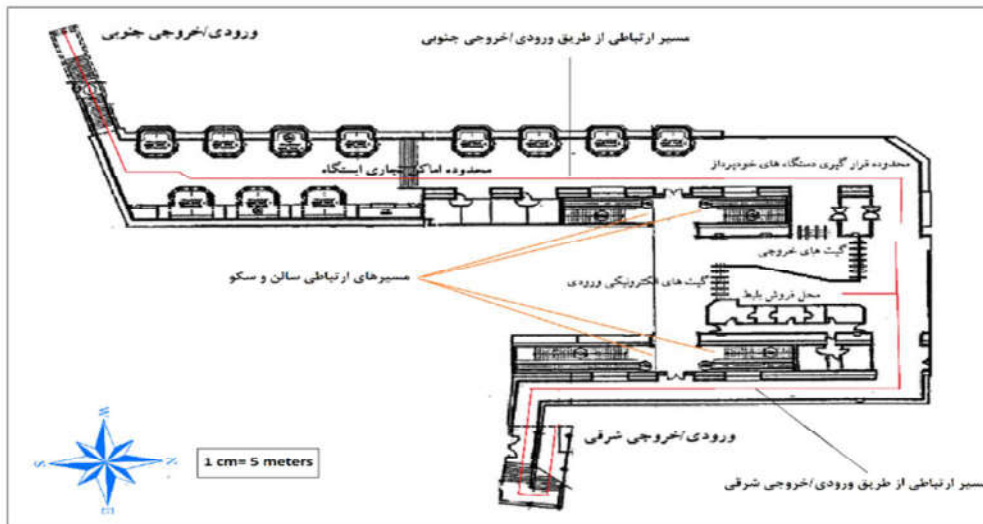 ورودی/خروجی جنوبی
مسیر ارتباطی از طریق ورودی/خروجی جنوبی
محدوده قرار گیری دستگاه های خودپرداز
محدوده اماکن تجاری ایستگاه
گیت های خروجی
مسیرهای ارتباطی سالن و سکو
گیت های الکترونیکی ورودی
محل فروش بلیط
ورودی/خروجی شرقی
مسیر ارتباطی از طریق ورودی/خروجی شرقی
W
S
N
E
1 cm= 5 meters